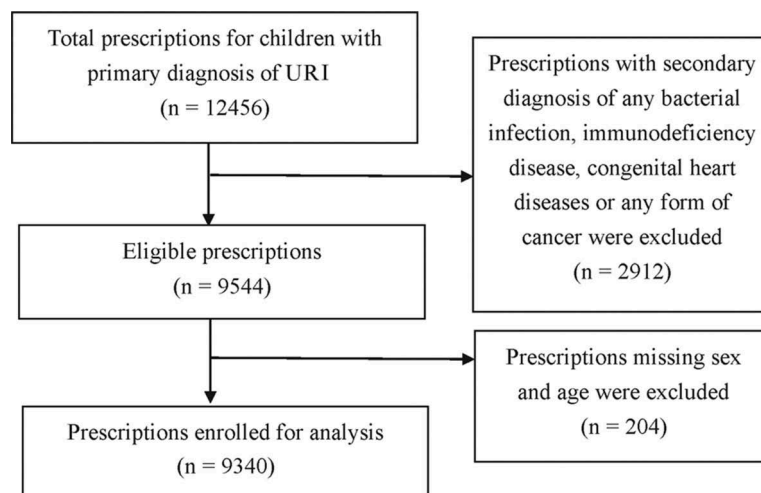 Total prescriptions for children with
primary diagnosis of URI
(n = 12456)
Prescriptions with secondary
diagnosis of any bacterial
infection, immunodeficiency
disease, congenital heart
diseases or any form of
cancer were excluded
(n = 2912)
Eligible prescriptions
(n = 9544)
Prescriptions missing sex
and age were excluded
(n = 204)
Prescriptions enrolled for analysis
(n = 9340)